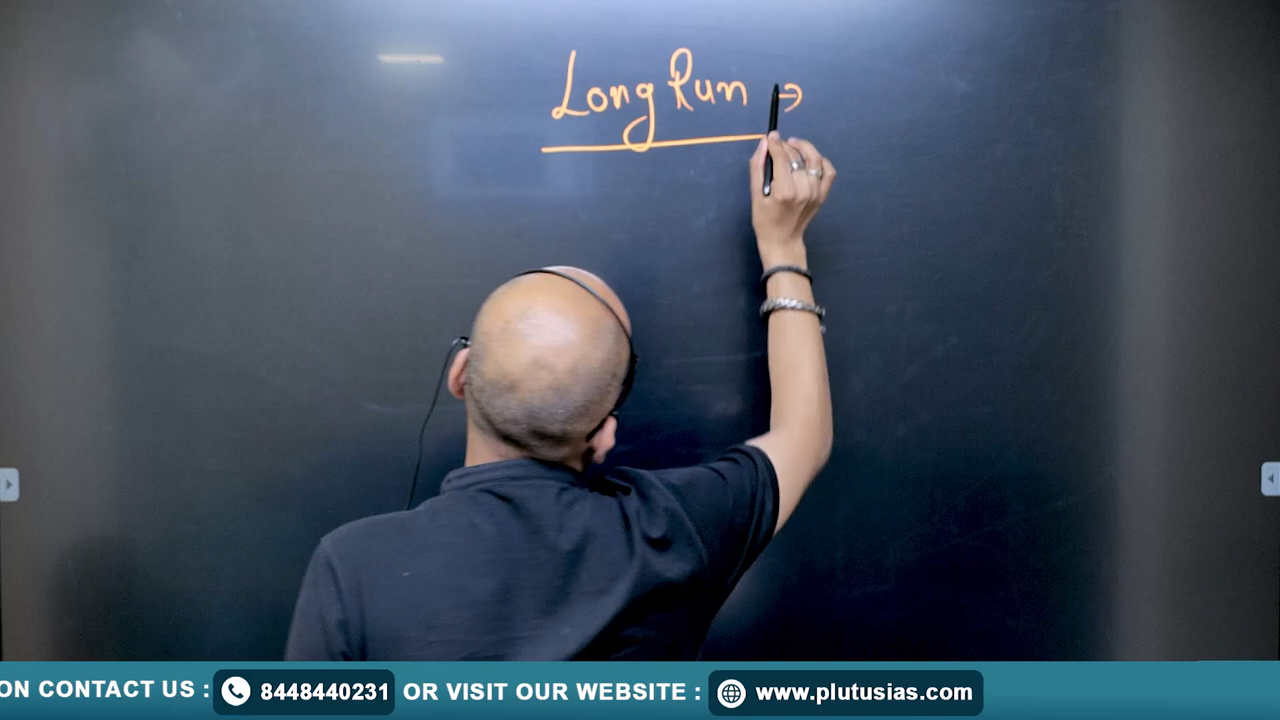 Long Run →
ON CONTACT US : 8448440231 OR VISIT OUR WEBSITE : www.plutusias.com